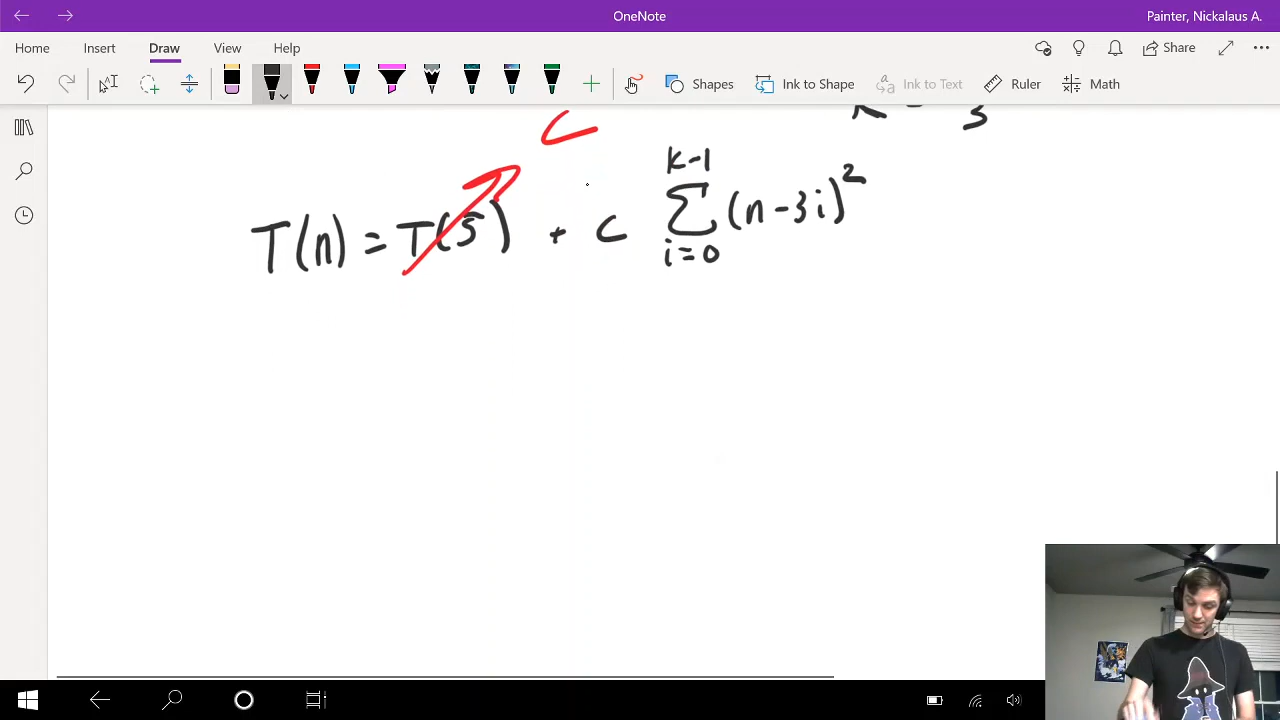 OneNote
Painter, Nickalaus A.
Home Insert Draw View Help
Share
Shapes Ink to Shape Ink to Text Ruler Math
C
T(n) = T(5) + C ∑ (n-3i)²
k-1
i=0